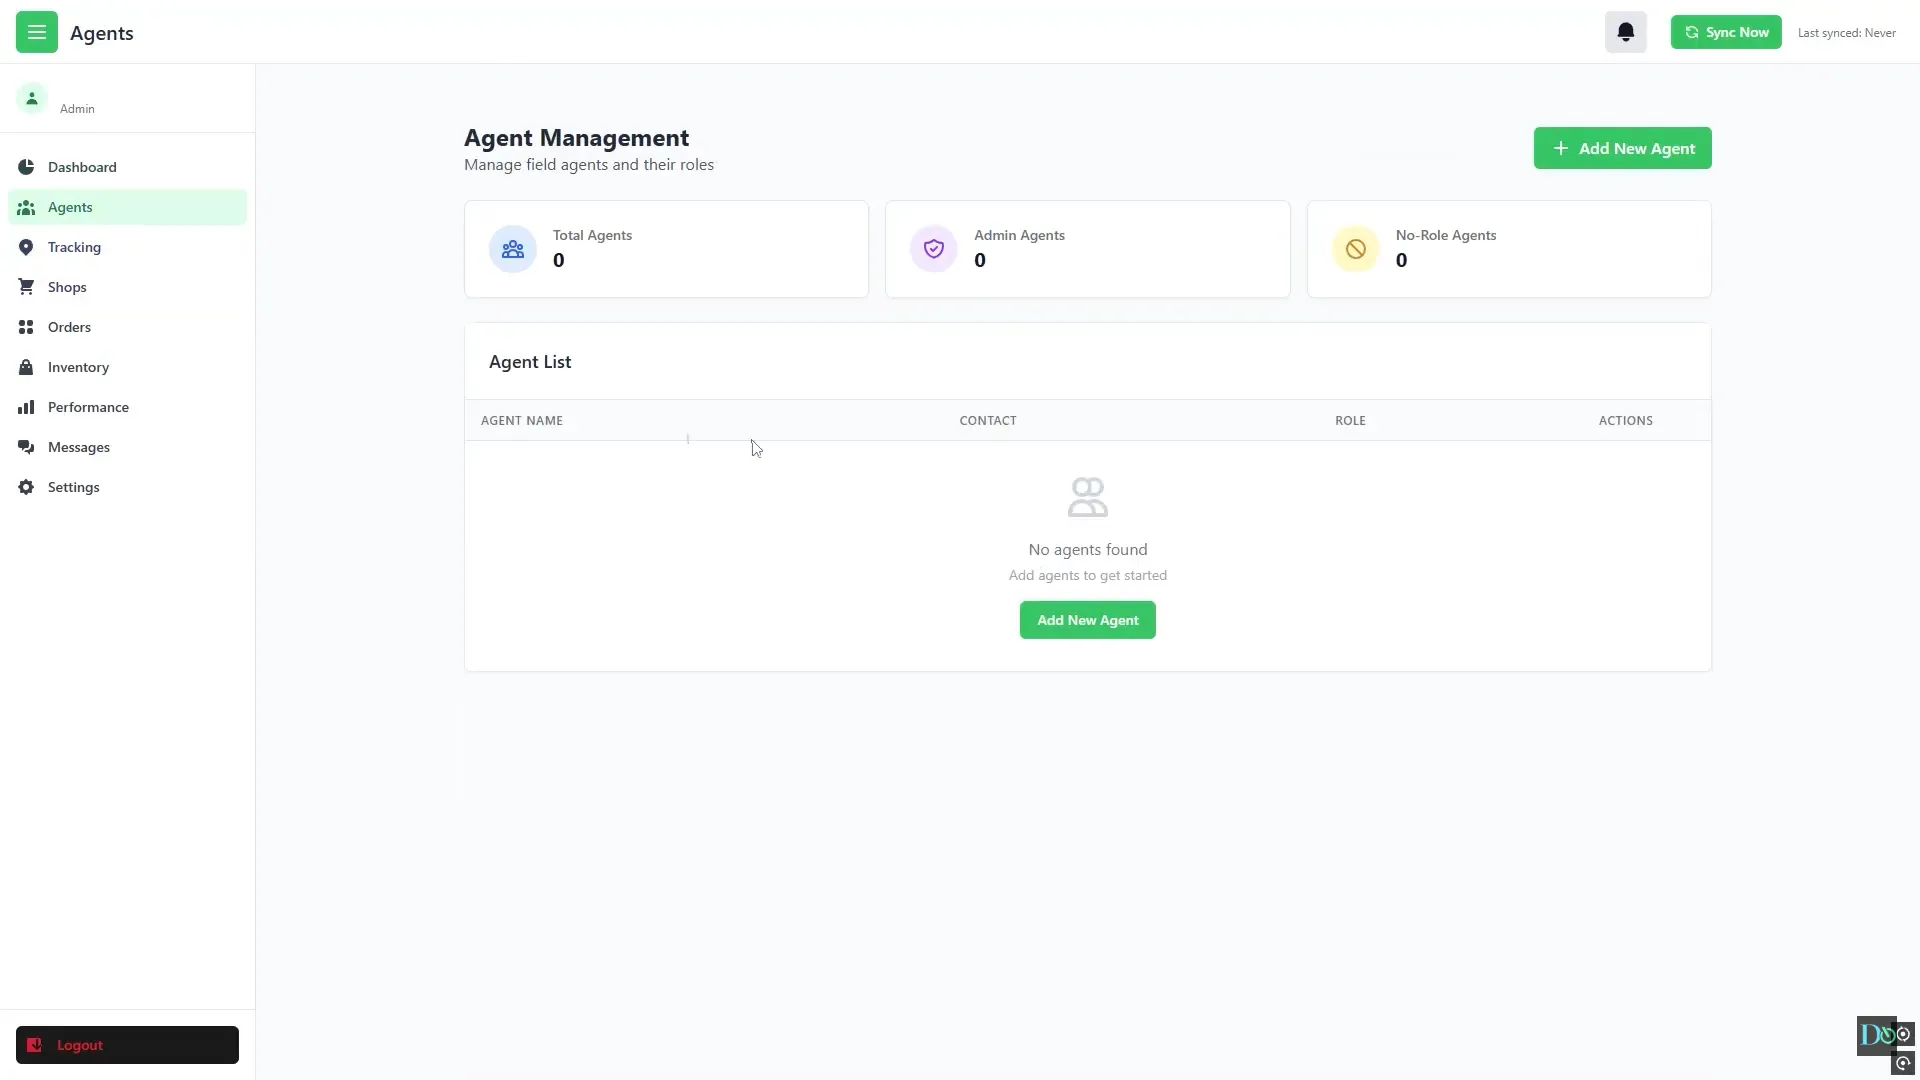 Agents
Sync Now
Last synced: Never
Admin
Dashboard
Agents
Tracking
Shops
Orders
Inventory
Performance
Messages
Settings
Logout
Agent Management
Manage field agents and their roles
Add New Agent
Total Agents
0
Admin Agents
0
No-Role Agents
0
Agent List
AGENT NAME CONTACT ROLE ACTIONS
No agents found
Add agents to get started
Add New Agent